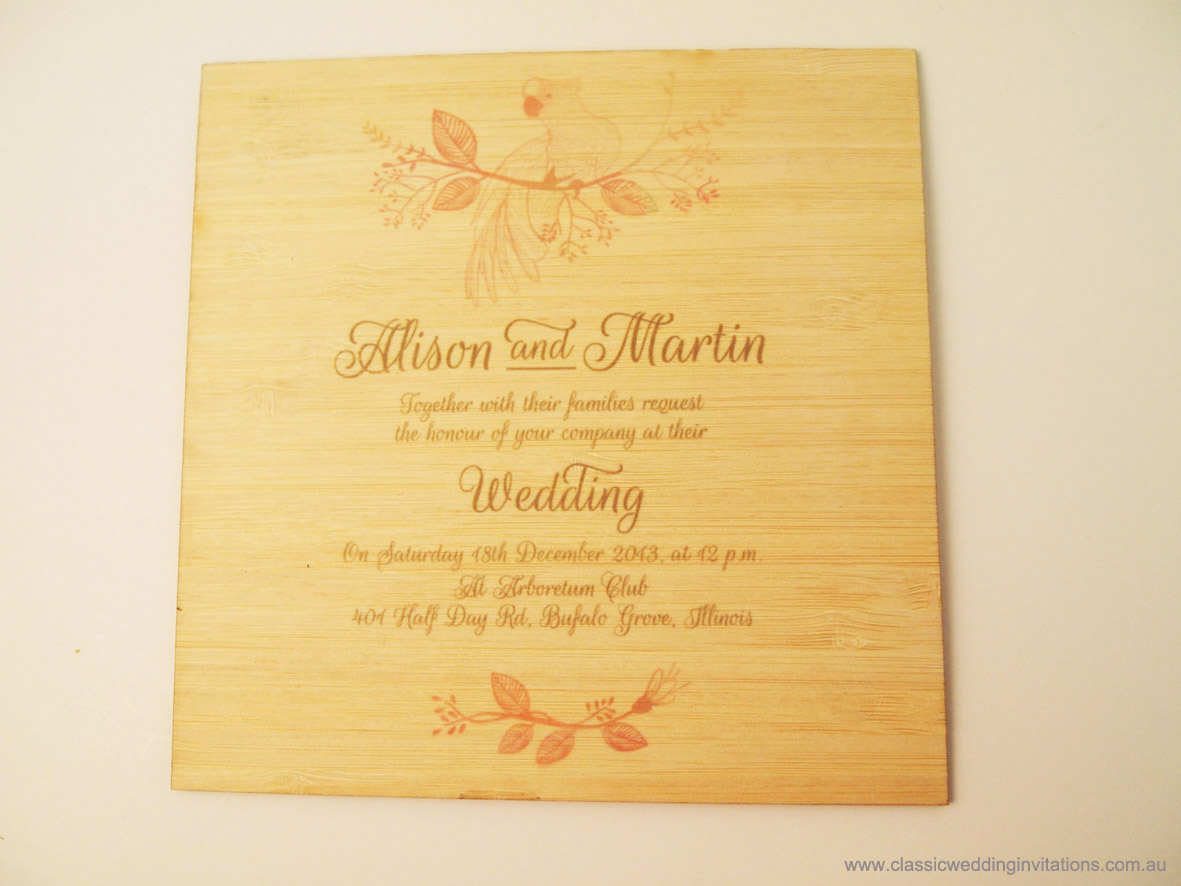 Alison and Martin
Together with their families request
the honour of your company at their
Wedding
On Saturday 18th December 2013, at 12 p.m.
At Arboretum Club
401 Half Day Rd, Bufalo Grove, Illinois
www.classicweddinginvitations.com.au